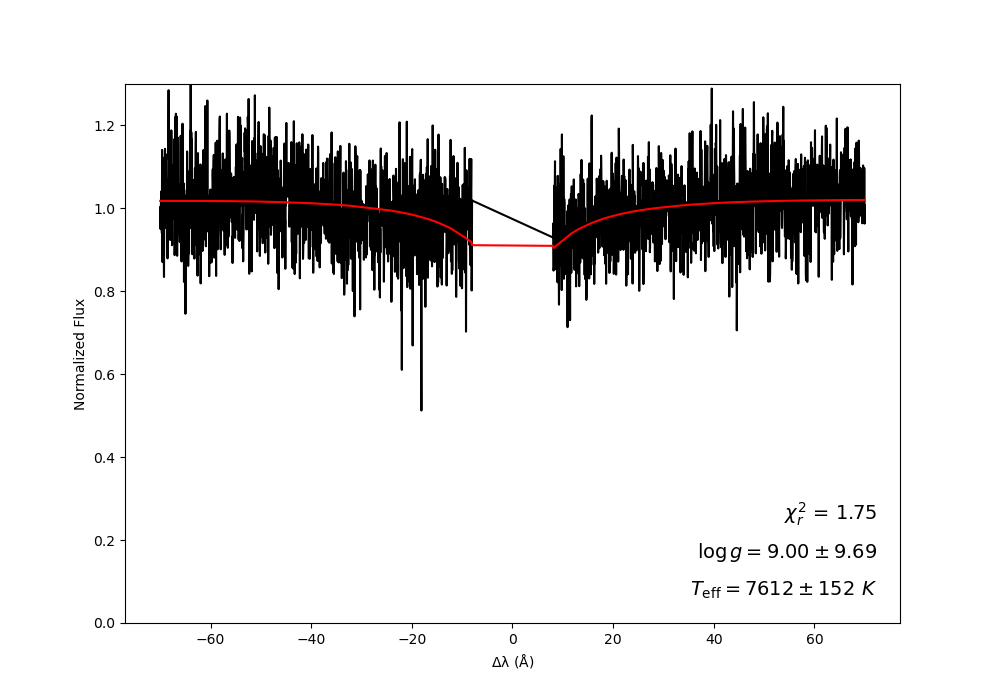 1.2
1.0
0.8
0.6
0.4
0.2
0.0
Normalized Flux
χ²ᵣ = 1.75
log g = 9.00 ± 9.69
T_eff = 7612 ± 152 K
−60 −40 −20 0 20 40 60
Δλ (Å)